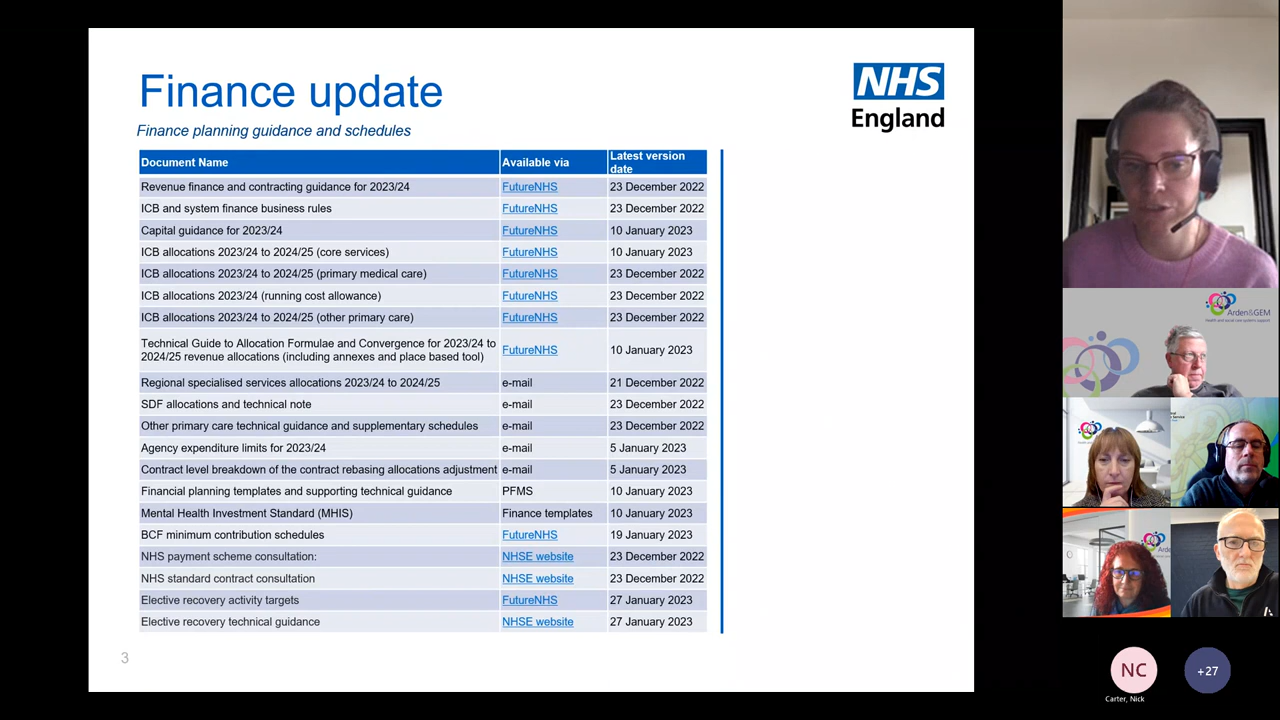 Finance update
NHS
England
Finance planning guidance and schedules
Document Name Available via Latest version date
Revenue finance and contracting guidance for 2023/24 FutureNHS 23 December 2022
ICB and system finance business rules FutureNHS 23 December 2022
Capital guidance for 2023/24 FutureNHS 10 January 2023
ICB allocations 2023/24 to 2024/25 (core services) FutureNHS 10 January 2023
ICB allocations 2023/24 to 2024/25 (primary medical care) FutureNHS 23 December 2022
ICB allocations 2023/24 (running cost allowance) FutureNHS 23 December 2022
ICB allocations 2023/24 to 2024/25 (other primary care) FutureNHS 23 December 2022
Technical Guide to Allocation Formulae and Convergence for 2023/24 to
2024/25 revenue allocations (including annexes and place based tool) FutureNHS 10 January 2023
Regional specialised services allocations 2023/24 to 2024/25 e-mail 21 December 2022
SDF allocations and technical note e-mail 23 December 2022
Other primary care technical guidance and supplementary schedules e-mail 23 December 2022
Agency expenditure limits for 2023/24 e-mail 5 January 2023
Contract level breakdown of the contract rebasing allocations adjustment e-mail 5 January 2023
Financial planning templates and supporting technical guidance PFMS 10 January 2023
Mental Health Investment Standard (MHIS) Finance templates 10 January 2023
BCF minimum contribution schedules FutureNHS 19 January 2023
NHS payment scheme consultation: NHSE website 23 December 2022
NHS standard contract consultation NHSE website 23 December 2022
Elective recovery activity targets FutureNHS 27 January 2023
Elective recovery technical guidance NHSE website 27 January 2023
3
Arden&GEM
Health and social care systems support
NC
Carter, Nick
+27